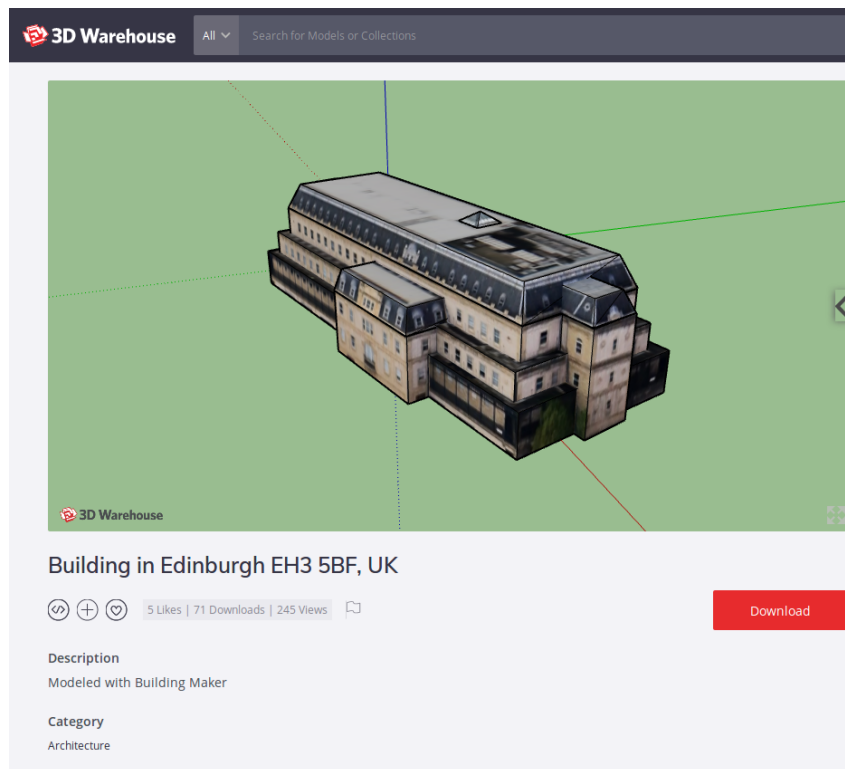 3D Warehouse
All
Search for Models or Collections
3D Warehouse
Building in Edinburgh EH3 5BF, UK
5 Likes | 71 Downloads | 245 Views
Download
Description
Modeled with Building Maker
Category
Architecture